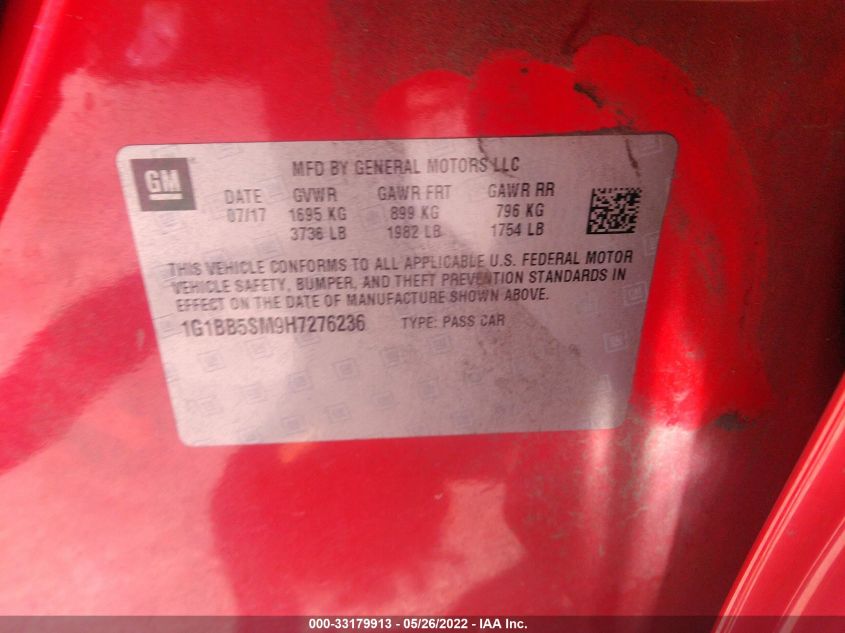 GM
MFD BY GENERAL MOTORS LLC
DATE GVWR GAWR FRT GAWR RR
07/17 1695 KG 899 KG 796 KG
3736 LB 1982 LB 1754 LB
THIS VEHICLE CONFORMS TO ALL APPLICABLE U.S. FEDERAL MOTOR
VEHICLE SAFETY, BUMPER, AND THEFT PREVENTION STANDARDS IN
EFFECT ON THE DATE OF MANUFACTURE SHOWN ABOVE.
1G1BB5SM9H7276236 TYPE: PASS CAR
000-33179913 - 05/26/2022 - IAA Inc.